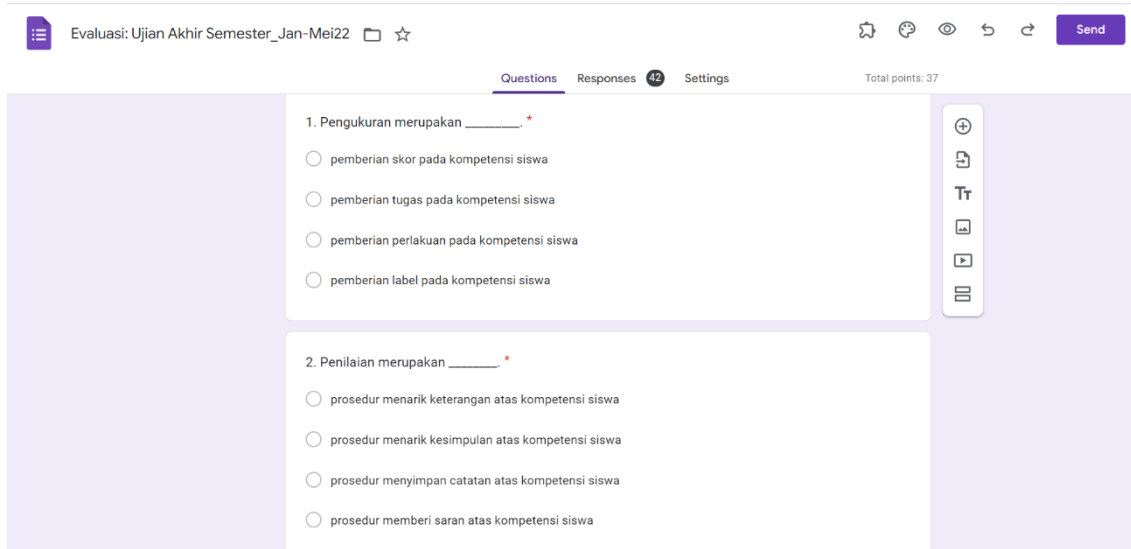 Evaluasi: Ujian Akhir Semester_Jan-Mei22
Send
Questions Responses 42 Settings Total points: 37
1. Pengukuran merupakan ________. *
pemberian skor pada kompetensi siswa
pemberian tugas pada kompetensi siswa
pemberian perlakuan pada kompetensi siswa
pemberian label pada kompetensi siswa
Tт
2. Penilaian merupakan _______. *
prosedur menarik keterangan atas kompetensi siswa
prosedur menarik kesimpulan atas kompetensi siswa
prosedur menyimpan catatan atas kompetensi siswa
prosedur memberi saran atas kompetensi siswa